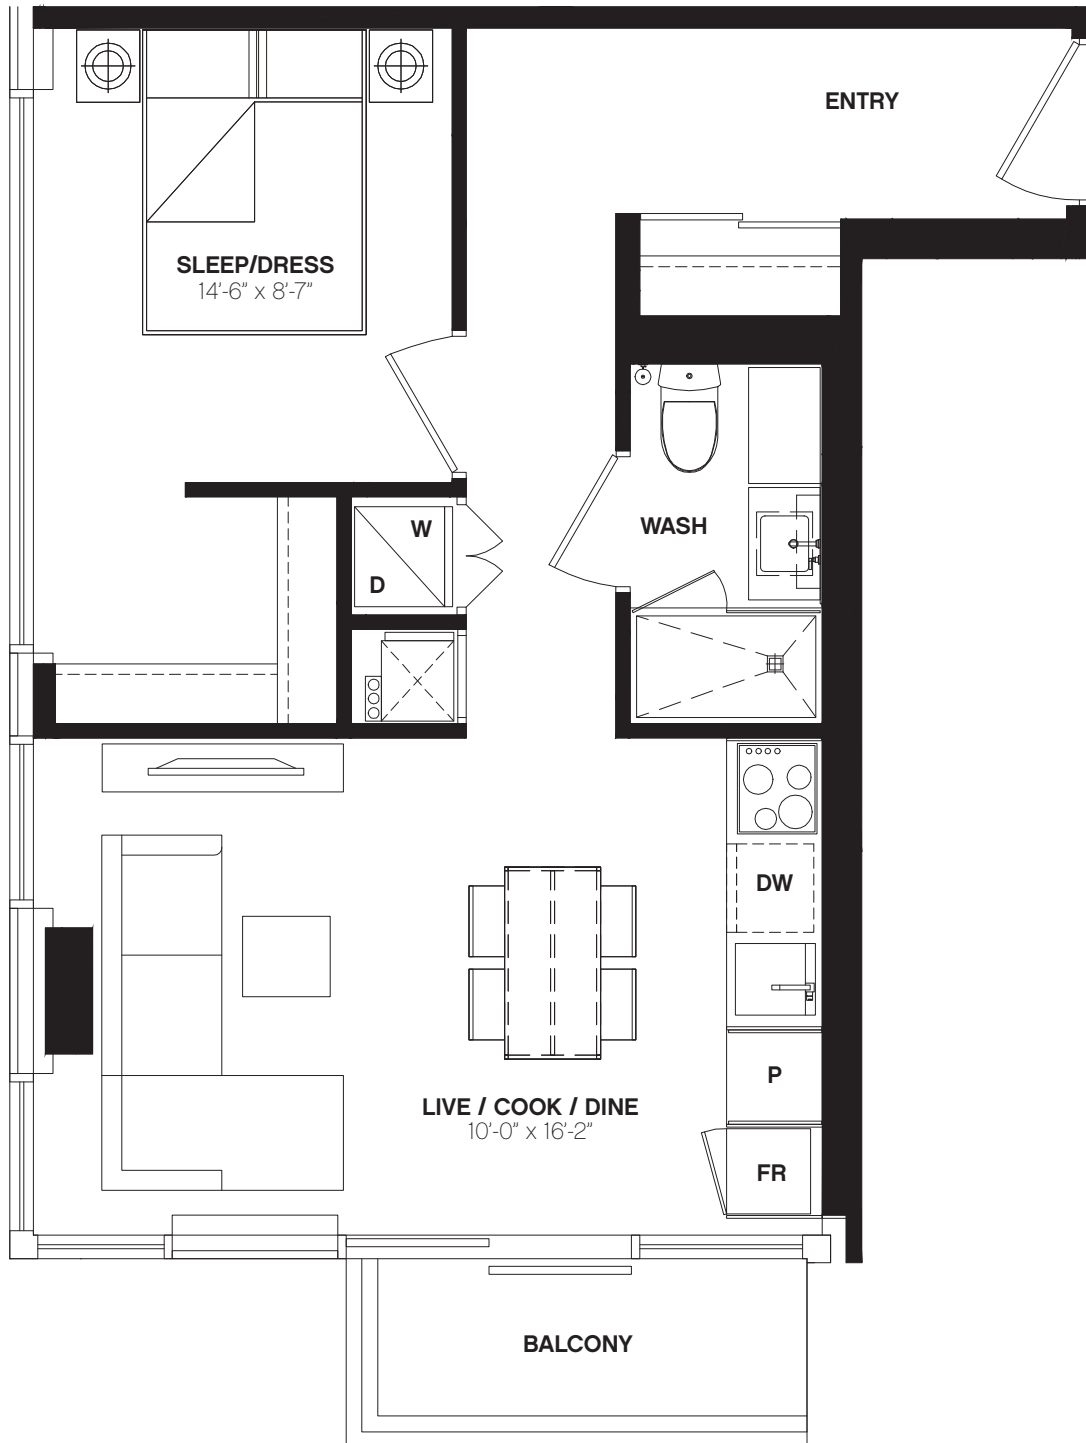 ENTRY
SLEEP/DRESS
14'-6" x 8'-7"
W
D
WASH
DW
P
LIVE / COOK / DINE
10'-0" x 16'-2"
FR
BALCONY